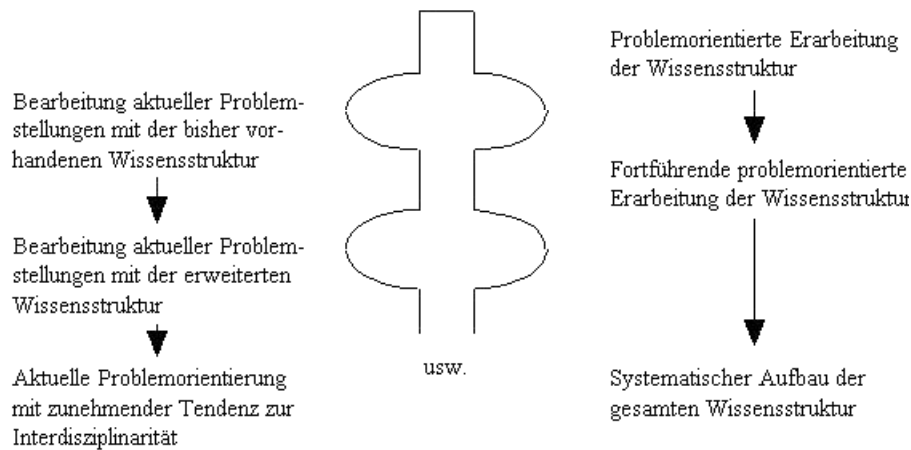 Bearbeitung aktueller Problem-
stellungen mit der bisher vor-
handenen Wissensstruktur
Bearbeitung aktueller Problem-
stellungen mit der erweiterten
Wissensstruktur
Aktuelle Problemorientierung
mit zunehmender Tendenz zur
Interdisziplinarität
usw.
Problemorientierte Erarbeitung
der Wissensstruktur
Fortführende problemorientierte
Erarbeitung der Wissensstruktur
Systematischer Aufbau der
gesamten Wissensstruktur